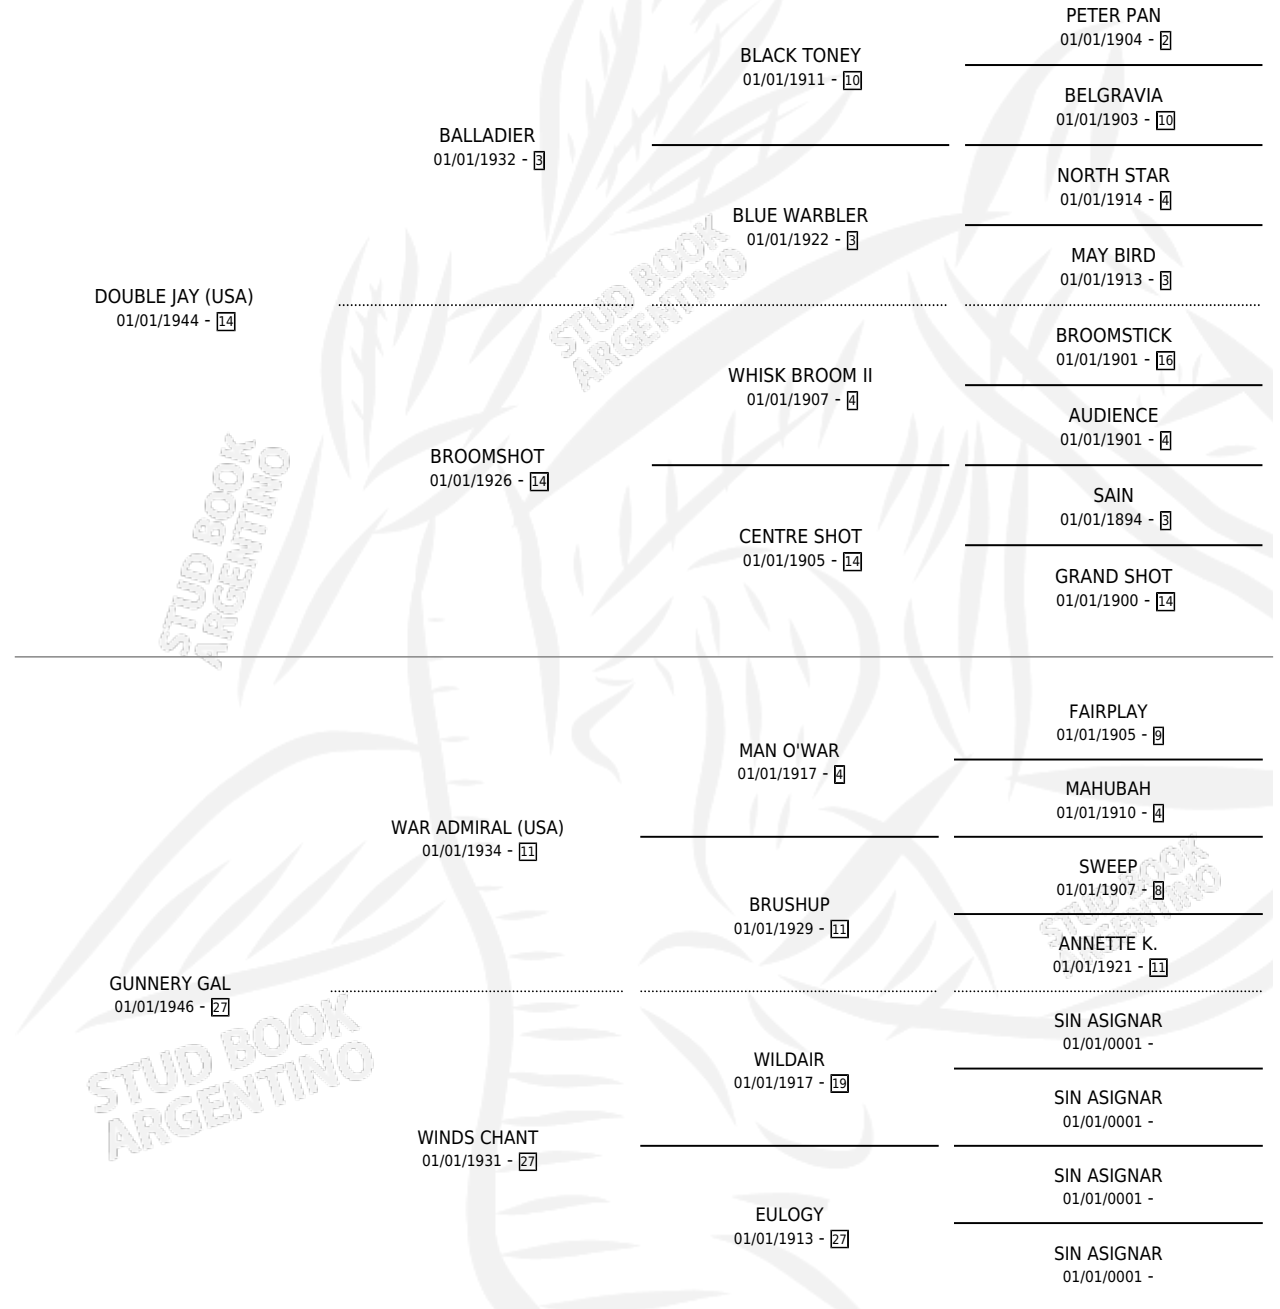 PETER PAN
01/01/1904 - 2
BLACK TONEY
01/01/1911 - 10
BELGRAVIA
01/01/1903 - 10
BALLADIER
01/01/1932 - 3
NORTH STAR
01/01/1914 - 4
BLUE WARBLER
01/01/1922 - 3
MAY BIRD
01/01/1913 - 3
DOUBLE JAY (USA)
01/01/1944 - 14
STUD BOOK
ARGENTINO
BROOMSTICK
01/01/1901 - 16
WHISK BROOM II
01/01/1907 - 4
AUDIENCE
01/01/1901 - 4
BROOMSHOT
01/01/1926 - 14
SAIN
01/01/1894 - 3
CENTRE SHOT
01/01/1905 - 14
GRAND SHOT
01/01/1900 - 14
STUD BOOK
ARGENTINO
FAIRPLAY
01/01/1905 - 9
MAN O'WAR
01/01/1917 - 4
MAHUBAH
01/01/1910 - 4
WAR ADMIRAL (USA)
01/01/1934 - 11
SWEEP
01/01/1907 - 8
BRUSHUP
01/01/1929 - 11
STUD BOOK
ARGENTINO
ANNETTE K.
01/01/1921 - 11
GUNNERY GAL
01/01/1946 - 27
SIN ASIGNAR
01/01/0001 -
WILDAIR
01/01/1917 - 19
SIN ASIGNAR
01/01/0001 -
STUD BOOK
ARGENTINO
WINDS CHANT
01/01/1931 - 27
SIN ASIGNAR
01/01/0001 -
EULOGY
01/01/1913 - 27
SIN ASIGNAR
01/01/0001 -